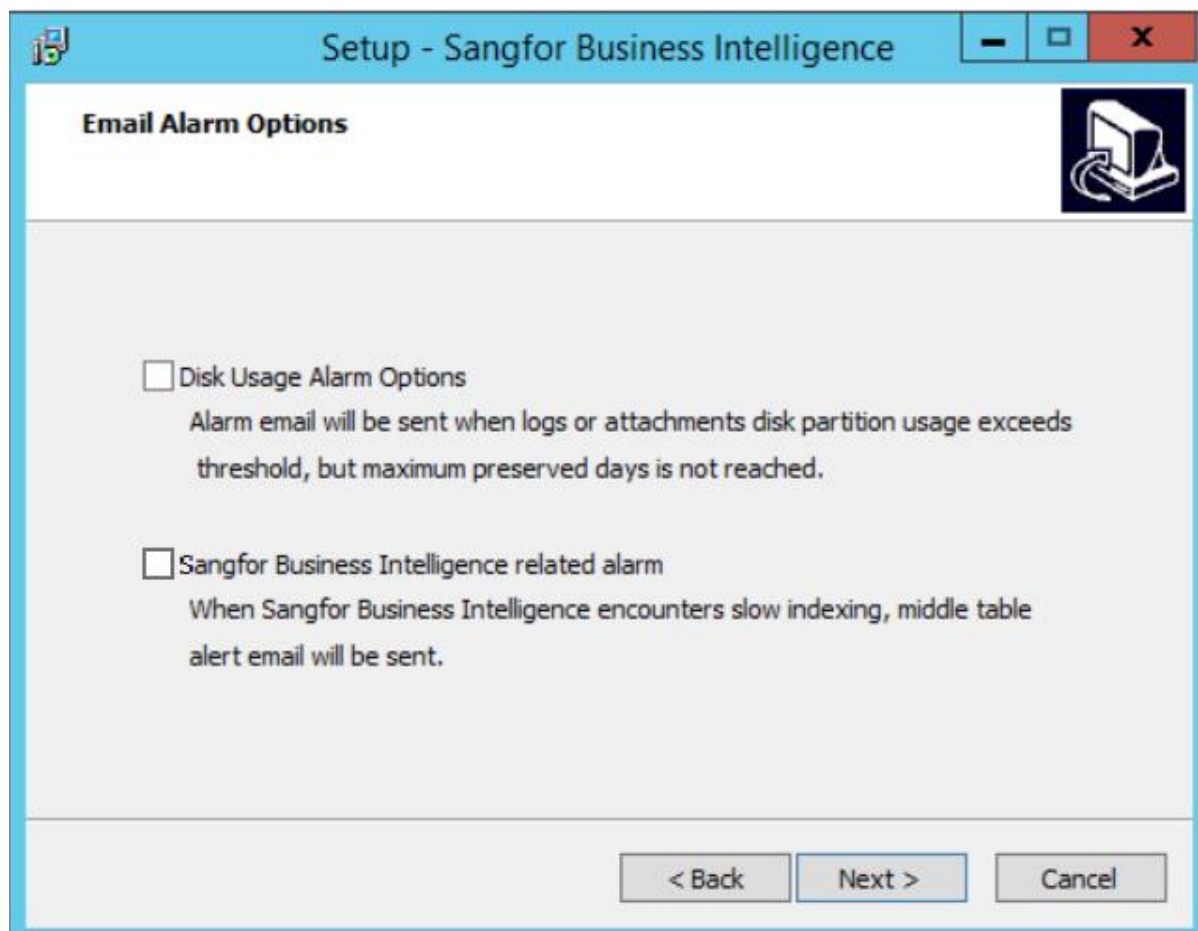 Setup - Sangfor Business Intelligence
Email Alarm Options
Disk Usage Alarm Options
Alarm email will be sent when logs or attachments disk partition usage exceeds
threshold, but maximum preserved days is not reached.
Sangfor Business Intelligence related alarm
When Sangfor Business Intelligence encounters slow indexing, middle table
alert email will be sent.
< Back Next > Cancel